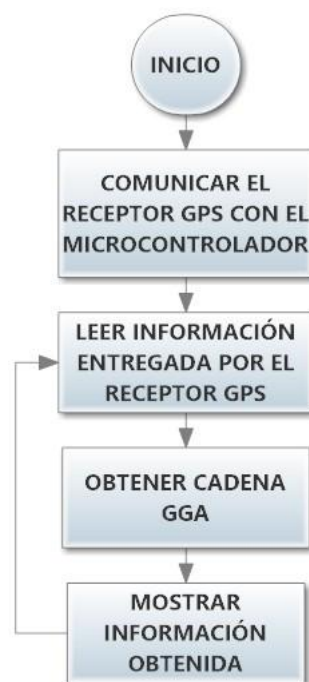 INICIO
COMUNICAR EL
RECEPTOR GPS CON EL
MICROCONTROLADOR
LEER INFORMACIÓN
ENTREGADA POR EL
RECEPTOR GPS
OBTENER CADENA
GGA
MOSTRAR
INFORMACIÓN
OBTENIDA